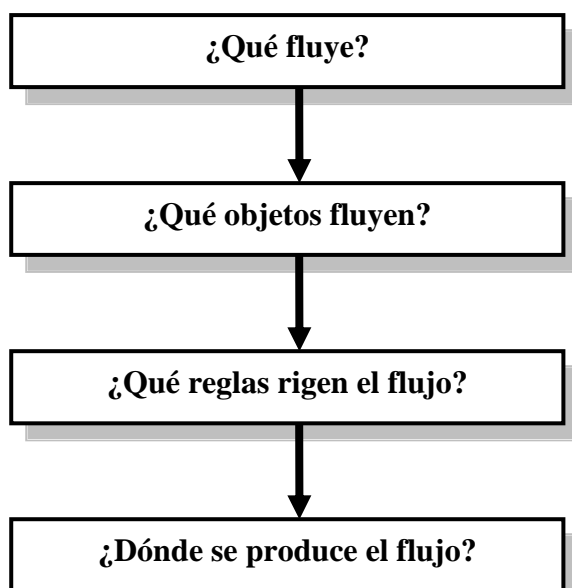 ¿Qué fluye?
¿Qué objetos fluyen?
¿Qué reglas rigen el flujo?
¿Dónde se produce el flujo?